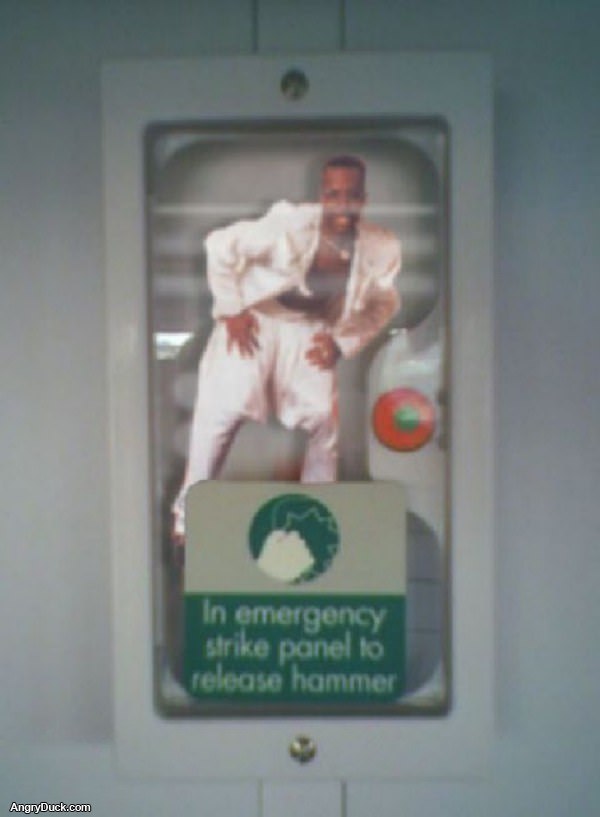 In emergency
strike panel to
release hammer
AngryDuck.com